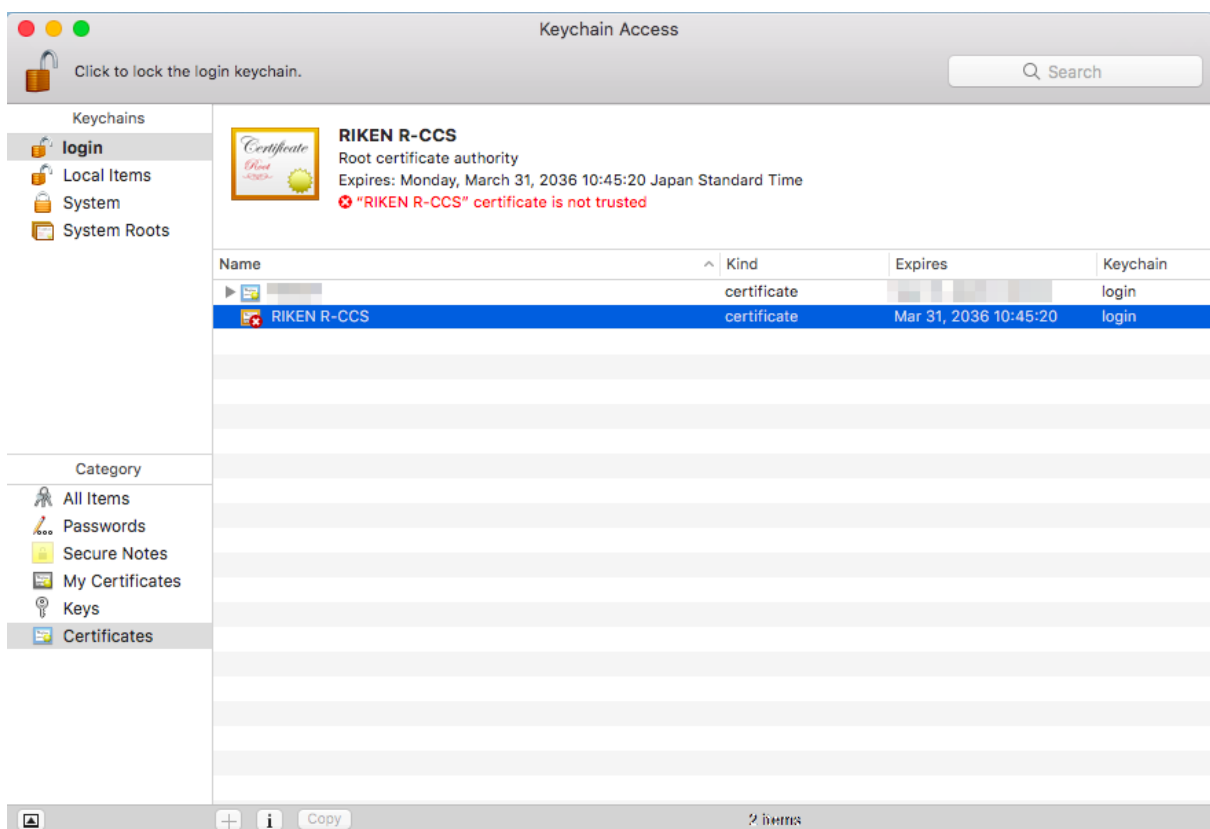 Keychain Access
Click to lock the login keychain.
Search
Keychains
login
Local Items
System
System Roots
Certificate
Root
RIKEN R-CCS
Root certificate authority
Expires: Monday, March 31, 2036 10:45:20 Japan Standard Time
“RIKEN R-CCS” certificate is not trusted
Name Kind Expires Keychain
certificate login
RIKEN R-CCS certificate Mar 31, 2036 10:45:20 login
Category
All Items
Passwords
Secure Notes
My Certificates
Keys
Certificates
+ i Copy 2 items